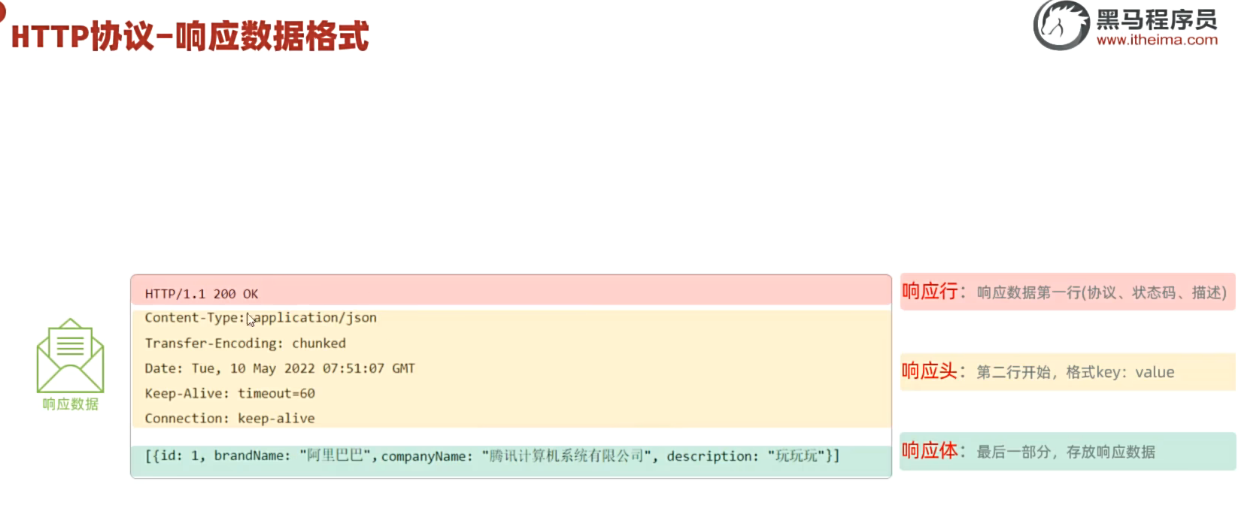 HTTP协议-响应数据格式
黑马程序员
www.itheima.com
HTTP/1.1 200 OK
响应行：响应数据第一行(协议、状态码、描述)
Content-Type: application/json
Transfer-Encoding: chunked
Date: Tue, 10 May 2022 07:51:07 GMT
响应头：第二行开始，格式key：value
Keep-Alive: timeout=60
响应数据
Connection: keep-alive
[{id: 1, brandName: "阿里巴巴",companyName: "腾讯计算机系统有限公司", description: "玩玩玩"}]
响应体：最后一部分，存放响应数据